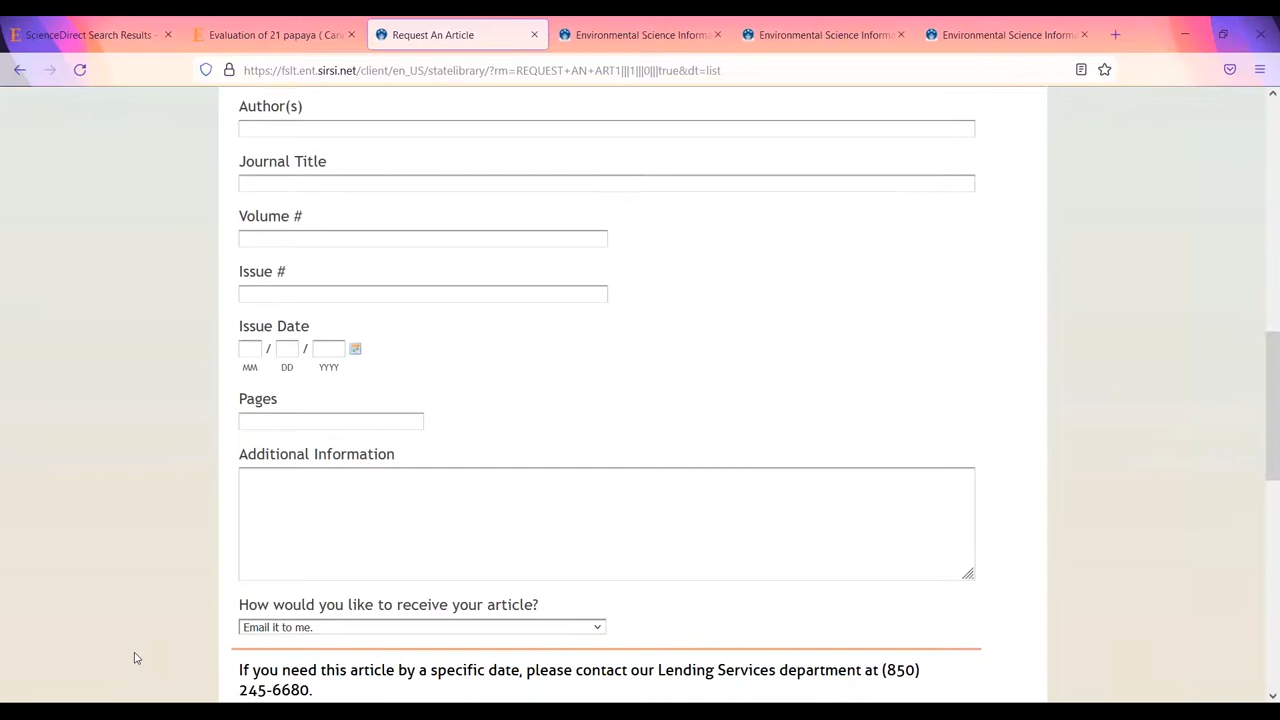 ScienceDirect Search Results -
Evaluation of 21 papaya ( Caric
Request An Article
Environmental Science Informa
Environmental Science Informa
Environmental Science Informa
https://fslt.ent.sirsi.net/client/en_US/statelibrary/?rm=REQUEST+AN+ART1|||1|||0|||true&dt=list
Author(s)
Journal Title
Volume #
Issue #
Issue Date
/ /
MM DD YYYY
Pages
Additional Information
How would you like to receive your article?
Email it to me.
If you need this article by a specific date, please contact our Lending Services department at (850)
245-6680.